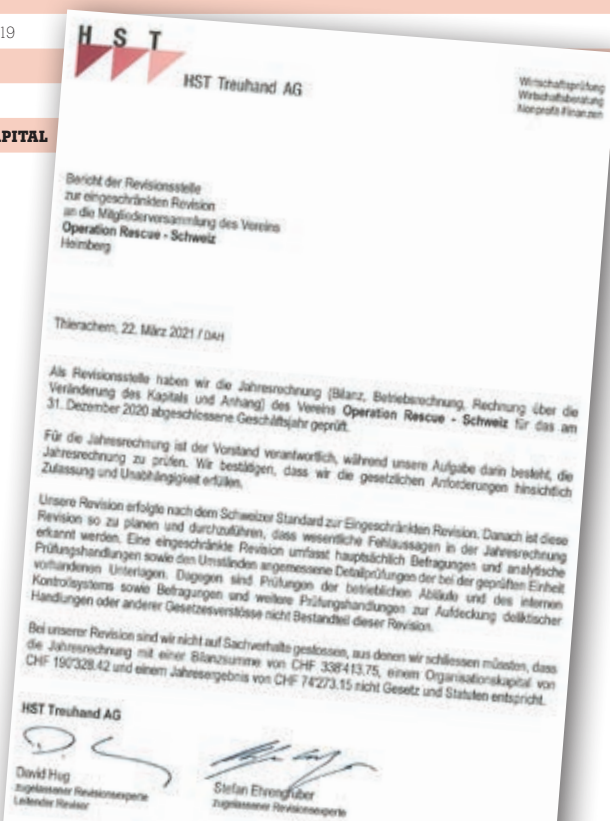 19
PITAL
H S T
HST Treuhand AG
Wirtschaftsprüfung
Wirtschaftsberatung
Nonprofit-Finanzen
Bericht der Revisionsstelle
zur eingeschränkten Revision
an die Mitgliederversammlung des Vereins
Operation Rescue - Schweiz
Heimberg
Thierachern, 22. März 2021 / DAH
Als Revisionsstelle haben wir die Jahresrechnung (Bilanz, Betriebsrechnung, Rechnung über die
Veränderung des Kapitals und Anhang) des Vereins Operation Rescue - Schweiz für das am
31. Dezember 2020 abgeschlossene Geschäftsjahr geprüft.
Für die Jahresrechnung ist der Vorstand verantwortlich, während unsere Aufgabe darin besteht, die
Jahresrechnung zu prüfen. Wir bestätigen, dass wir die gesetzlichen Anforderungen hinsichtlich
Zulassung und Unabhängigkeit erfüllen.
Unsere Revision erfolgte nach dem Schweizer Standard zur Eingeschränkten Revision. Danach ist diese
Revision so zu planen und durchzuführen, dass wesentliche Fehlaussagen in der Jahresrechnung
erkannt werden. Eine eingeschränkte Revision umfasst hauptsächlich Befragungen und analytische
Prüfungshandlungen sowie den Umständen angemessene Detailprüfungen der bei der geprüften Einheit
vorhandenen Unterlagen. Dagegen sind Prüfungen der betrieblichen Abläufe und des internen
Kontrollsystems sowie Befragungen und weitere Prüfungshandlungen zur Aufdeckung deliktischer
Handlungen oder anderer Gesetzesverstösse nicht Bestandteil dieser Revision.
Bei unserer Revision sind wir nicht auf Sachverhalte gestossen, aus denen wir schliessen müssten, dass
die Jahresrechnung mit einer Bilanzsumme von CHF 338'413.75, einem Organisationskapital von
CHF 190'328.42 und einem Jahresergebnis von CHF 74'273.15 nicht Gesetz und Statuten entspricht.
HST Treuhand AG
David Hug
zugelassener Revisionsexperte
Leitender Revisor
Stefan Ehrengruber
zugelassener Revisionsexperte